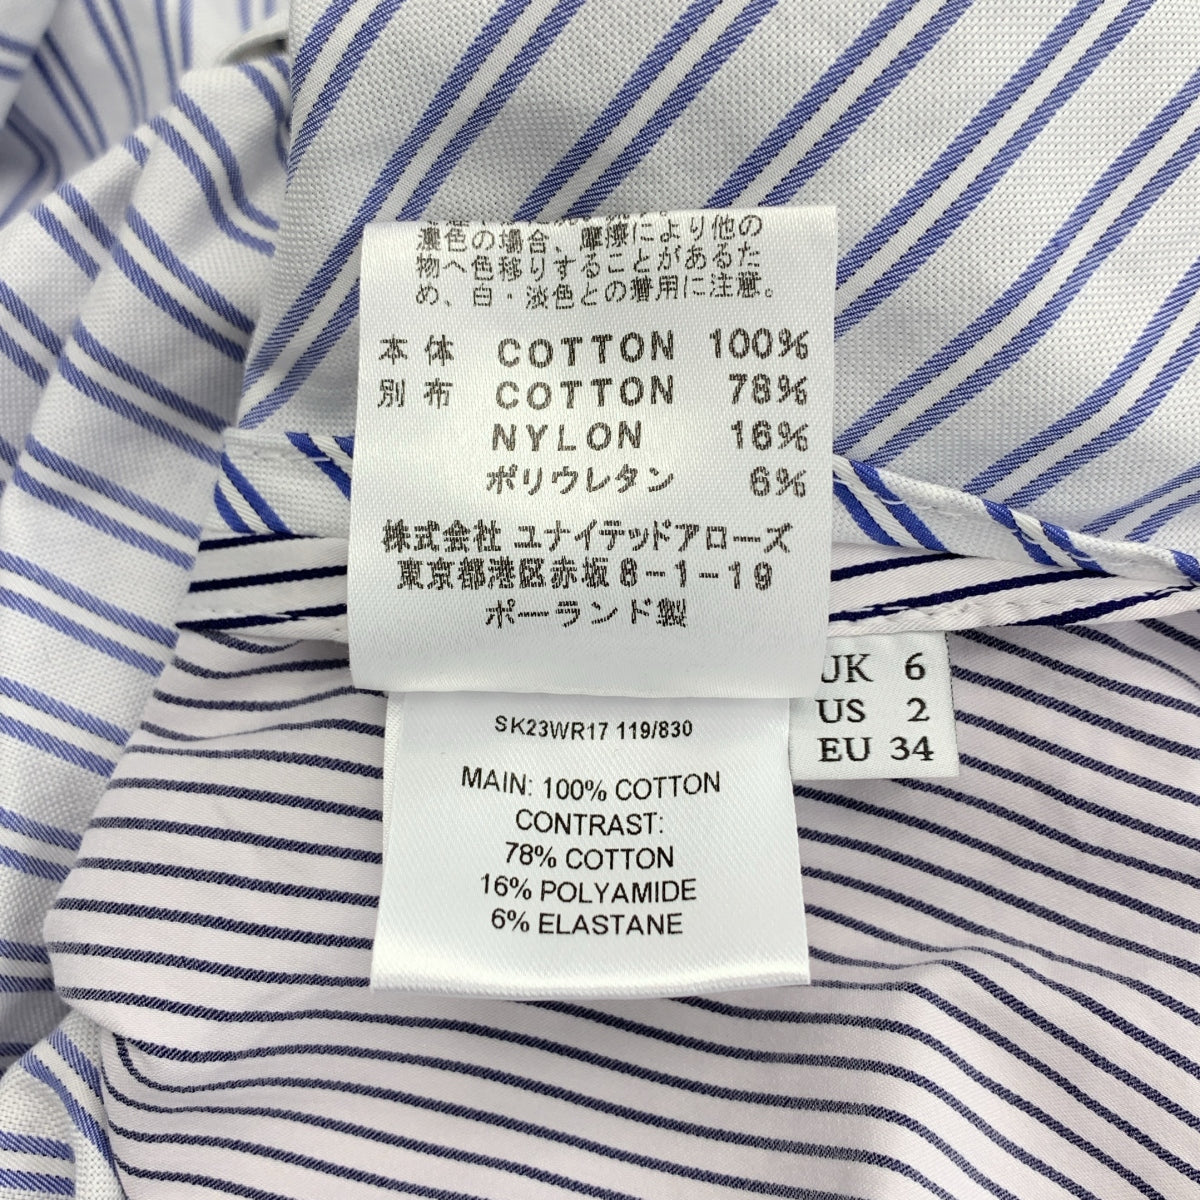 濃色の場合、摩擦により他の
物へ色移りすることがあるた
め、白・淡色との着用に注意。
本体 COTTON 100%
別布 COTTON 78%
NYLON 16%
ポリウレタン 6%
株式会社 ユナイテッドアローズ
東京都港区赤坂8-1-19
ポーランド製
UK 6
US 2
EU 34
SK23WR17 119/830
MAIN: 100% COTTON
CONTRAST:
78% COTTON
16% POLYAMIDE
6% ELASTANE